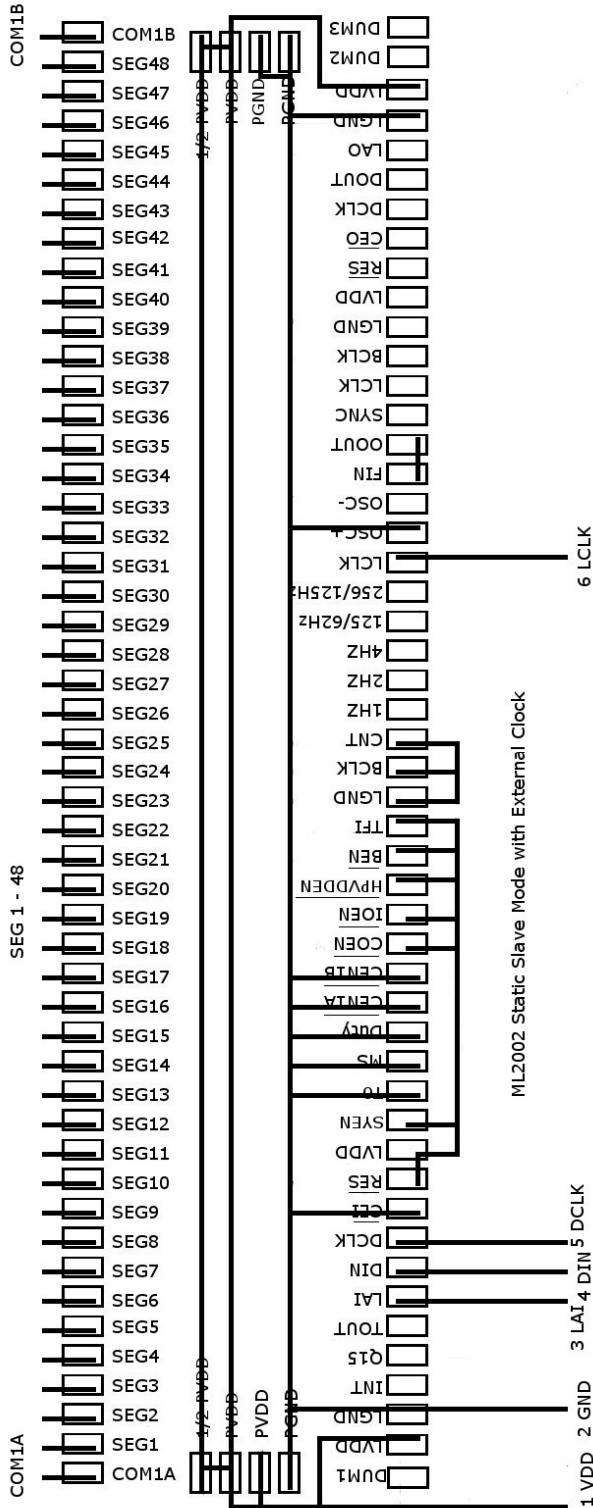 COM1B
SEG 1 - 48
COM1A
COM1B
SEG48
SEG47
SEG46
SEG45
SEG44
SEG43
SEG42
SEG41
SEG40
SEG39
SEG38
SEG37
SEG36
SEG35
SEG34
SEG33
SEG32
SEG31
SEG30
SEG29
SEG28
SEG27
SEG26
SEG25
SEG24
SEG23
SEG22
SEG21
SEG20
SEG19
SEG18
SEG17
SEG16
SEG15
SEG14
SEG13
SEG12
SEG11
SEG10
SEG9
SEG8
SEG7
SEG6
SEG5
SEG4
SEG3
SEG2
SEG1
COM1A
1/2 PVDD
PVDD
PGND
PGND
1/2 PVDD
PVDD
PVDD
PGND
DUM3
DUM2
LVDD
LGND
LAO
DOUT
DCLK
CEO
RES
LVDD
LGND
BCLK
LCLK
SYNC
OOUT
FIN
OSC-
OSC+
LCLK
256/125Hz
125/62Hz
4HZ
2HZ
1HZ
CNT
BCLK
LGND
TFI
BEN
HPVDDEN
IOEN
COEN
CEN1B
CEN1A
Duty
MS
T0
SYEN
LVDD
RES
CEI
DCLK
DIN
LAI
TOUT
Q15
INT
LGND
LVDD
DUM1
ML2002 Static Slave Mode with External Clock
6 LCLK
5 DCLK
4 DIN
3 LAI
2 GND
1 VDD